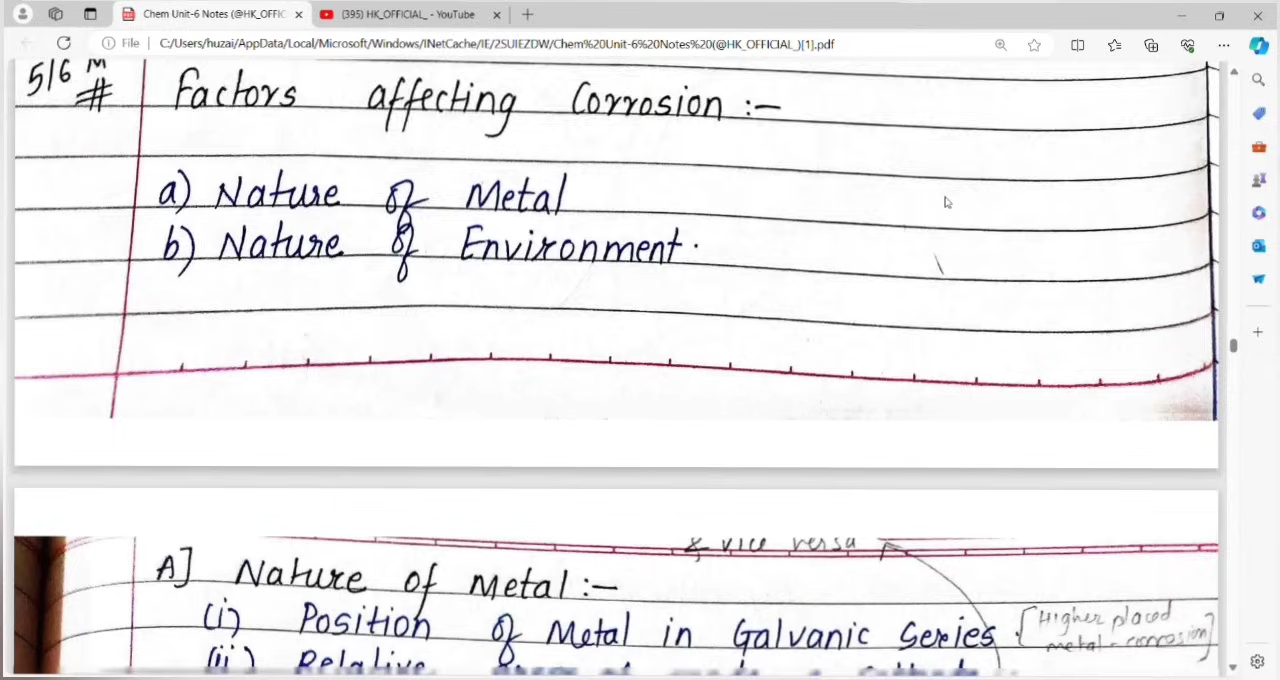 Chem Unit-6 Notes (@HK_OFFIC
(395) HK_OFFICIAL_ - YouTube
File
C:/Users/huzai/AppData/Local/Microsoft/Windows/INetCache/IE/2SUIEZDW/Chem%20Unit-6%20Notes%20(@HK_OFFICIAL_)[1].pdf
5/6 M
# Factors affecting Corrosion :-
a) Nature of Metal
b) Nature of Environment.
& vice versa
A] Nature of Metal :-
(i) Position of Metal in Galvanic Series. [Higher placed
metal - corrosion]
(ii) Relative